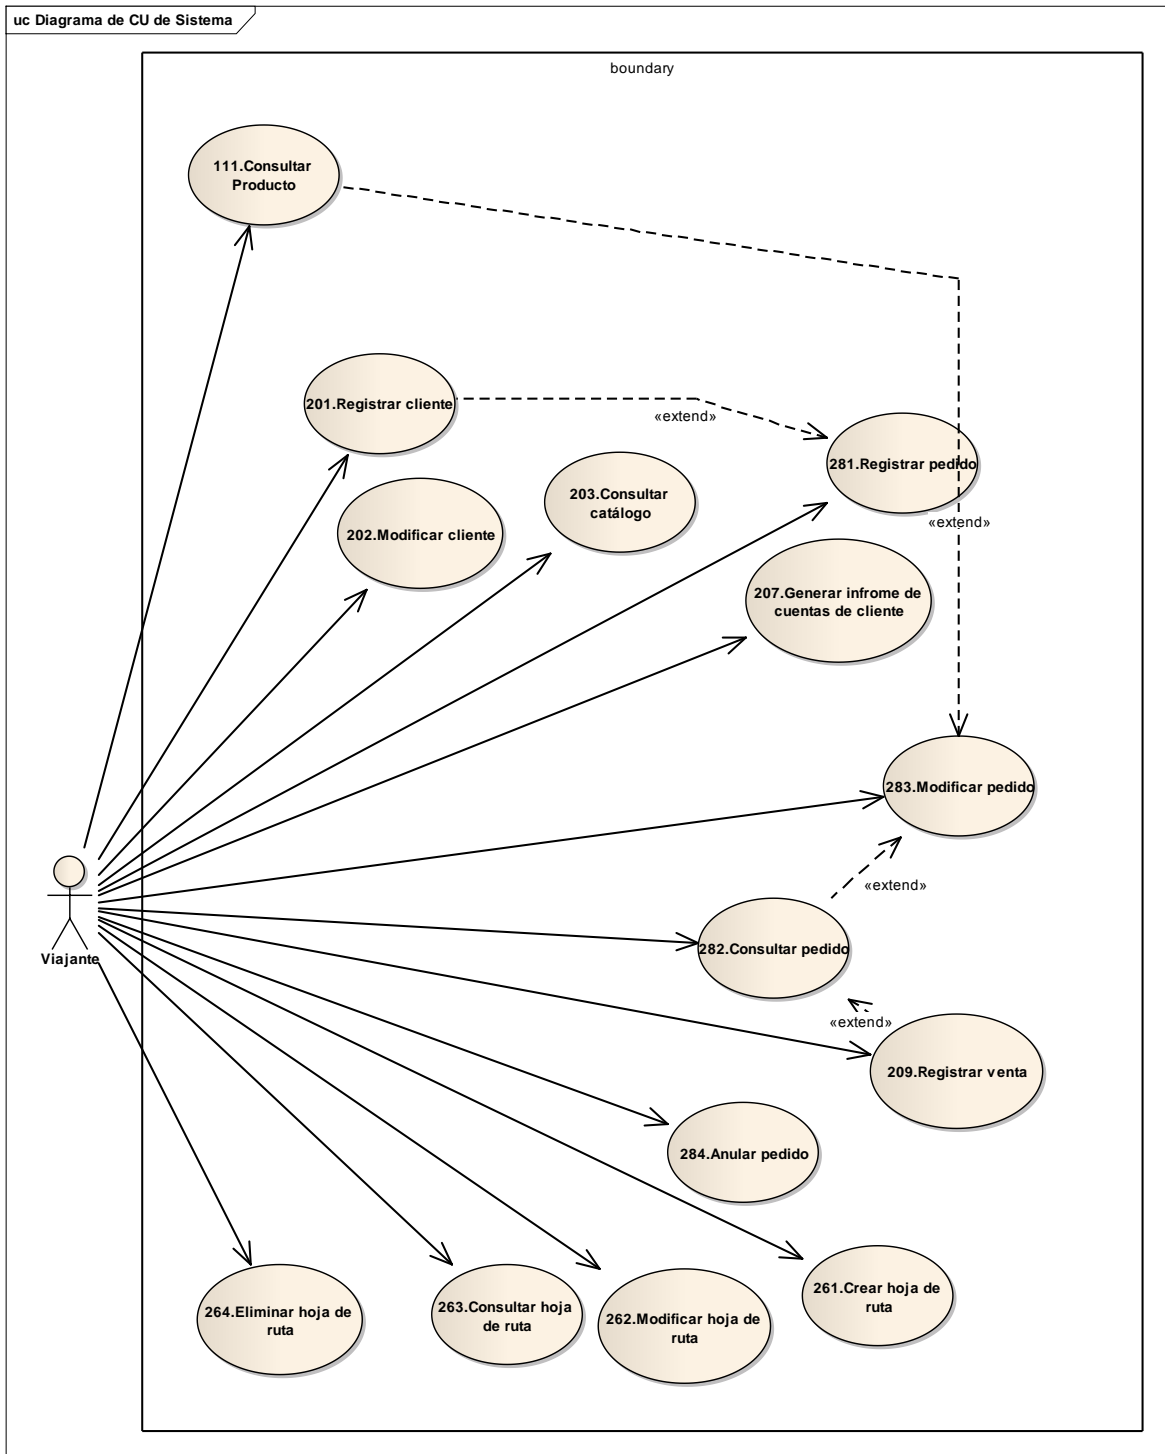 uc Diagrama de CU de Sistema
boundary
111.Consultar
Producto
201.Registrar cliente
«extend»
281.Registrar pedido
203.Consultar
catálogo
202.Modificar cliente
«extend»
207.Generar infrome de
cuentas de cliente
283.Modificar pedido
«extend»
Viajante
282.Consultar pedido
«extend»
209.Registrar venta
284.Anular pedido
261.Crear hoja de
ruta
264.Eliminar hoja de
ruta
263.Consultar hoja
de ruta
262.Modificar hoja de
ruta